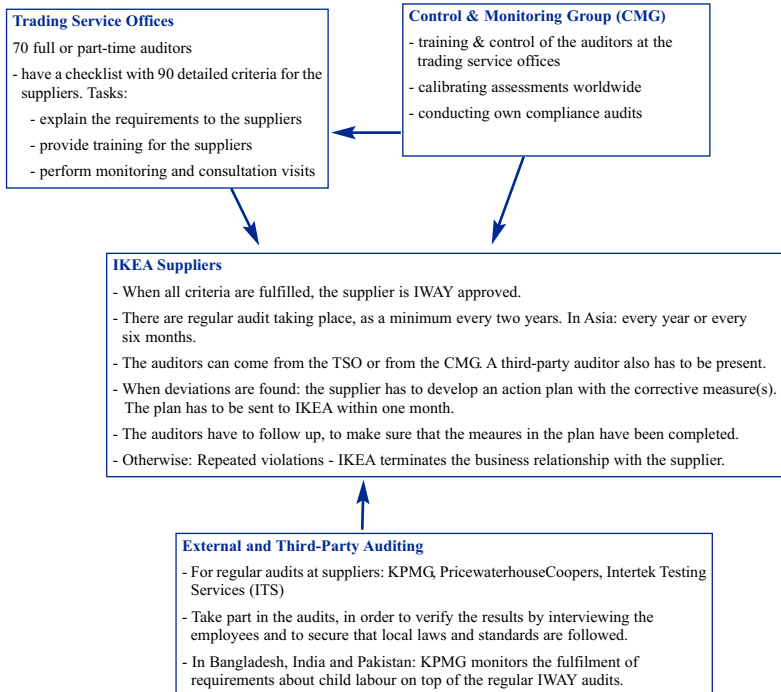 Trading Service Offices
70 full or part-time auditors
- have a checklist with 90 detailed criteria for the
suppliers. Tasks:
- explain the requirements to the suppliers
- provide training for the suppliers
- perform monitoring and consultation visits
Control & Monitoring Group (CMG)
- training & control of the auditors at the
trading service offices
- calibrating assessments worldwide
- conducting own compliance audits
IKEA Suppliers
- When all criteria are fulfilled, the supplier is IWAY approved.
- There are regular audit taking place, as a minimum every two years. In Asia: every year or every
six months.
- The auditors can come from the TSO or from the CMG. A third-party auditor also has to be present.
- When deviations are found: the supplier has to develop an action plan with the corrective measure(s).
The plan has to be sent to IKEA within one month.
- The auditors have to follow up, to make sure that the meaures in the plan have been completed.
- Otherwise: Repeated violations - IKEA terminates the business relationship with the supplier.
External and Third-Party Auditing
- For regular audits at suppliers: KPMG, PricewaterhouseCoopers, Intertek Testing
Services (ITS)
- Take part in the audits, in order to verify the results by interviewing the
employees and to secure that local laws and standards are followed.
- In Bangladesh, India and Pakistan: KPMG monitors the fulfilment of
requirements about child labour on top of the regular IWAY audits.